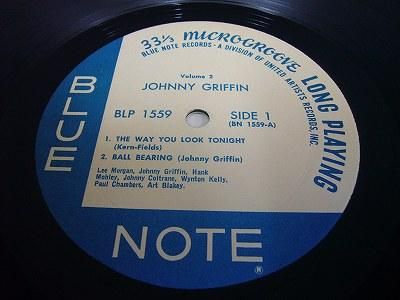 33 1/3 MICROGROOVE LONG PLAYING
BLUE NOTE RECORDS - A DIVISION OF UNITED
ARTISTS RECORDS, INC.
Volume 2
JOHNNY GRIFFIN
BLP 1559
SIDE 1
(BN 1559-A)
1. THE WAY YOU LOOK TONIGHT
(Kern-Fields)
2. BALL BEARING (Johnny Griffin)
Lee Morgan, Johnny Griffin, Hank
Mobley, Johnny Coltrane, Wynton Kelly,
Paul Chambers, Art Blakey.
BLUE
NOTE
®